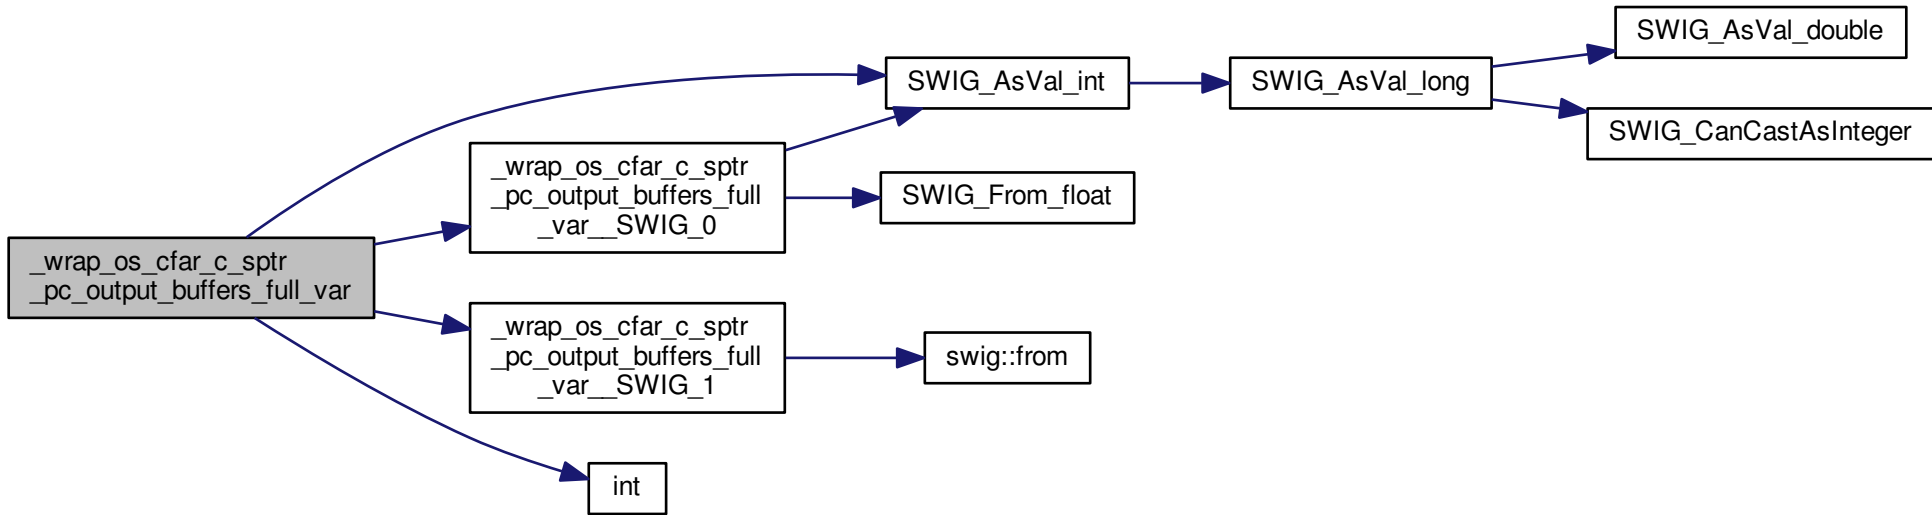 _wrap_os_cfar_c_sptr
_pc_output_buffers_full_var
_wrap_os_cfar_c_sptr
_pc_output_buffers_full
_var__SWIG_0
_wrap_os_cfar_c_sptr
_pc_output_buffers_full
_var__SWIG_1
int
SWIG_AsVal_int
SWIG_From_float
swig::from
SWIG_AsVal_long
SWIG_AsVal_double
SWIG_CanCastAsInteger